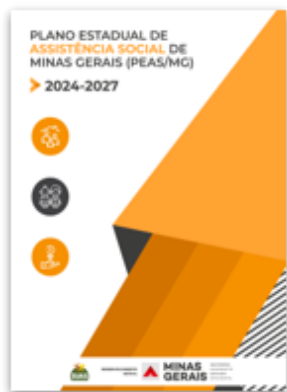 PLANO ESTADUAL DE
ASSISTÊNCIA SOCIAL DE
MINAS GERAIS (PEAS/MG)
2024-2027
MINAS
GERAIS